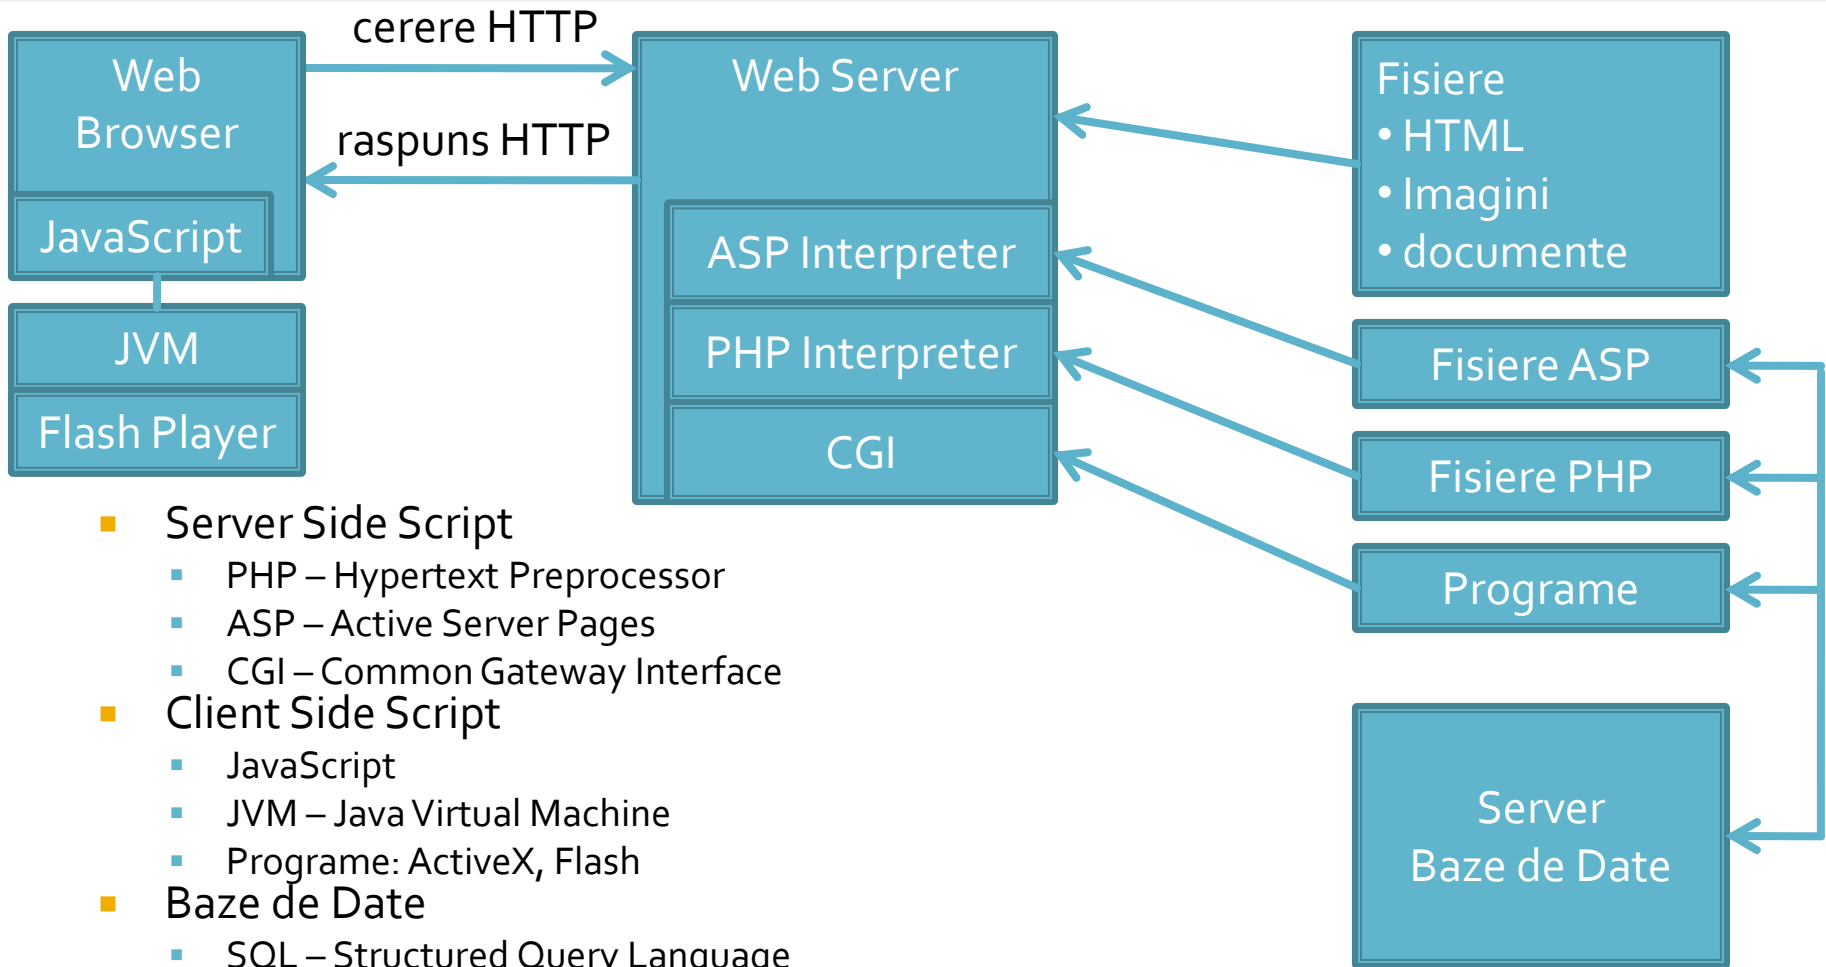 cerere HTTP
Web
Browser
raspuns HTTP
JavaScript
JVM
Flash Player
Web Server
ASP Interpreter
PHP Interpreter
CGI
Fisiere
• HTML
• Imagini
• documente
Fisiere ASP
Fisiere PHP
Programe
Server
Baze de Date
▪ Server Side Script
▪ PHP – Hypertext Preprocessor
▪ ASP – Active Server Pages
▪ CGI – Common Gateway Interface
▪ Client Side Script
▪ JavaScript
▪ JVM – Java Virtual Machine
▪ Programe: ActiveX, Flash
▪ Baze de Date
▪ SQL – Structured Query Language